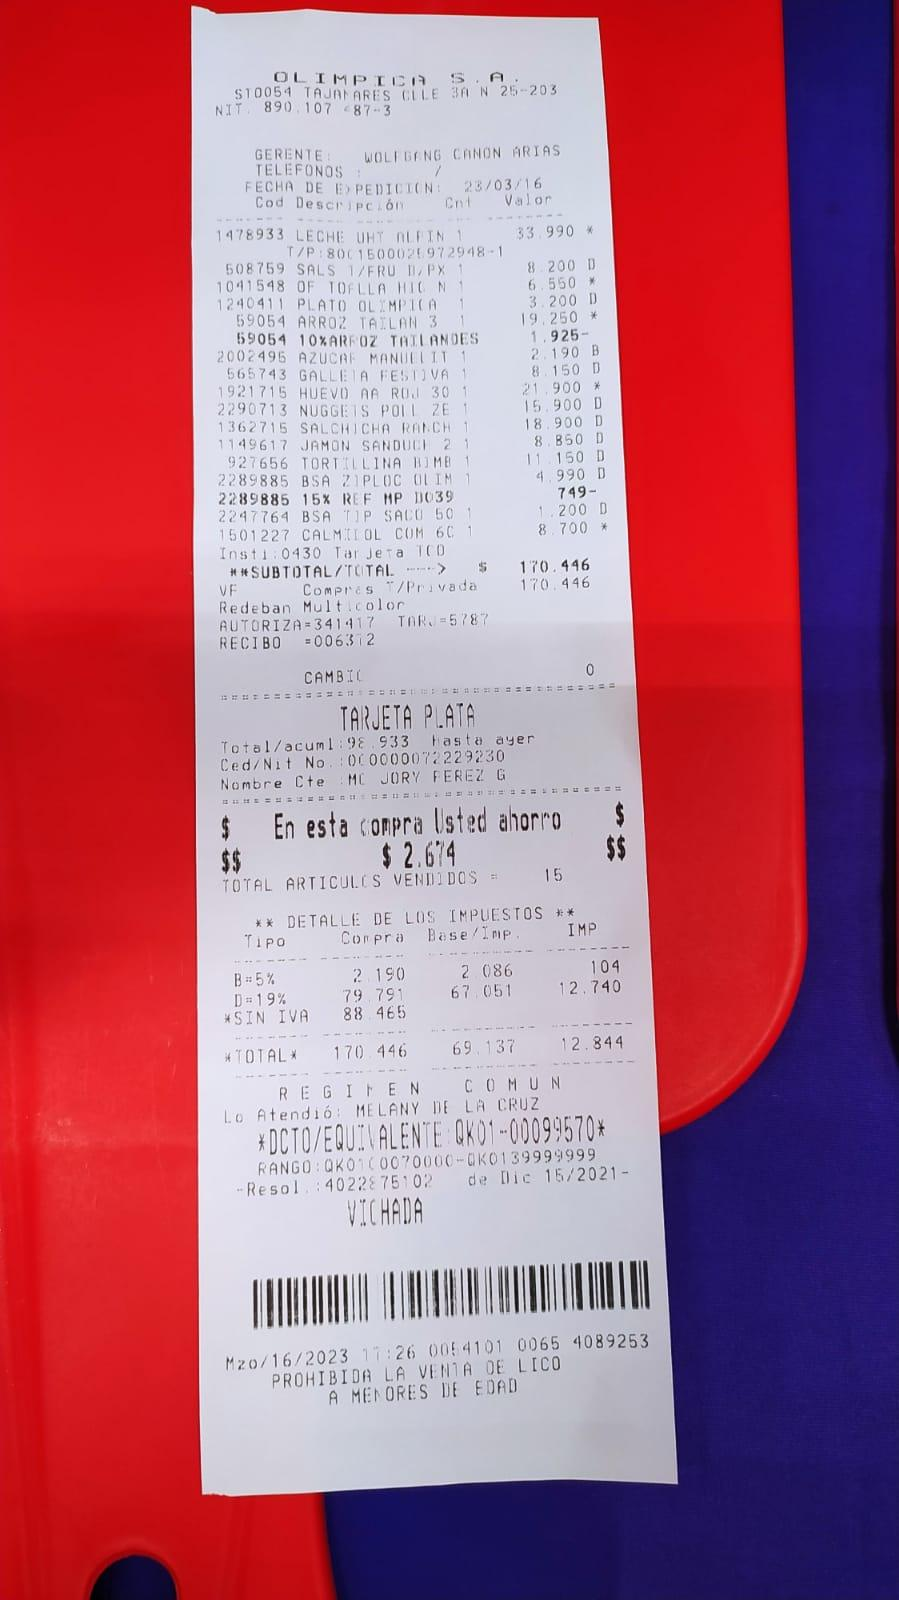 OLIMPICA S.A.
S10054 TAJAMARES CLLE 3A N 25-203
NIT. 890.107 487-3
GERENTE: WOLFGANG CANON ARIAS
TELEFONOS : /
FECHA DE EXPEDICION: 23/03/16
Cod Descripción Cnt Valor
1478933 LECHE UHT ALPIN 1 33.990 *
T/P:8001500025972948-1
508759 SALS T/FRU D/PX 1 8.200 D
1041548 OF TOALLA HIG N 1 6.550 *
1240411 PLATO OLIMPICA 1 3.200 D
59054 ARROZ TAILAN 3 1 19.250 *
59054 10%ARROZ TAILANDES 1.925-
2002495 AZUCAR MANUELIT 1 2.190 B
565743 GALLETA FESTIVA 1 8.150 D
1921715 HUEVO AA ROJ 30 1 21.900 *
2290713 NUGGETS POLL ZE 1 15.900 D
1362715 SALCHICHA RANCH 1 18.900 D
1149617 JAMON SANDUCH 2 1 8.850 D
927656 TORTILLINA BIMB 1 11.150 D
2289885 BSA ZIPLOC OLIM 1 4.990 D
2289885 15% REF MP DO39 749-
2247764 BSA TIP SACO 50 1 1.200 D
1501227 CALMIDOL COM 60 1 8.700 *
Insti:0430 Tarjeta TCO
**SUBTOTAL/TOTAL ----> $ 170.446
VF Compras T/Privada 170.446
Redeban Multicolor
AUTORIZA=341417 TARJ=5787
RECIBO =006372
CAMBIO 0
TARJETA PLATA
Total/acuml:98.933 hasta ayer
Ced/Nit No.:000000072229230
Nombre Cte :MC JORY PEREZ G
$ En esta compra Usted ahorro $
$$ $ 2.674 $$
TOTAL ARTICULOS VENDIDOS = 15
** DETALLE DE LOS IMPUESTOS **
Tipo Compra Base/Imp. IMP
B=5% 2.190 2.086 104
D=19% 79.791 67.051 12.740
*SIN IVA 88.465
*TOTAL* 170.446 69.137 12.844
REGIMEN COMUN
Lo Atendió: MELANY DE LA CRUZ
*DCTO/EQUIVALENTE:QK01-00099570*
RANGO:QK0100070000-QK0139999999
-Resol.:4022875102 de Dic 15/2021-
VICHADA
Mzo/16/2023 17:26 0054101 0065 4089253
PROHIBIDA LA VENTA DE LICO
A MENORES DE EDAD